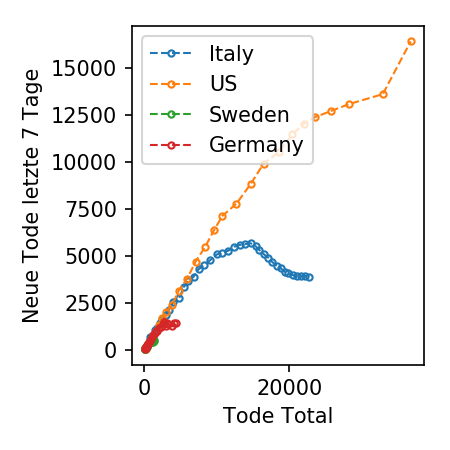 Italy
US
Sweden
Germany
15000
12500
10000
7500
5000
2500
0
Neue Tode letzte 7 Tage
0 20000
Tode Total